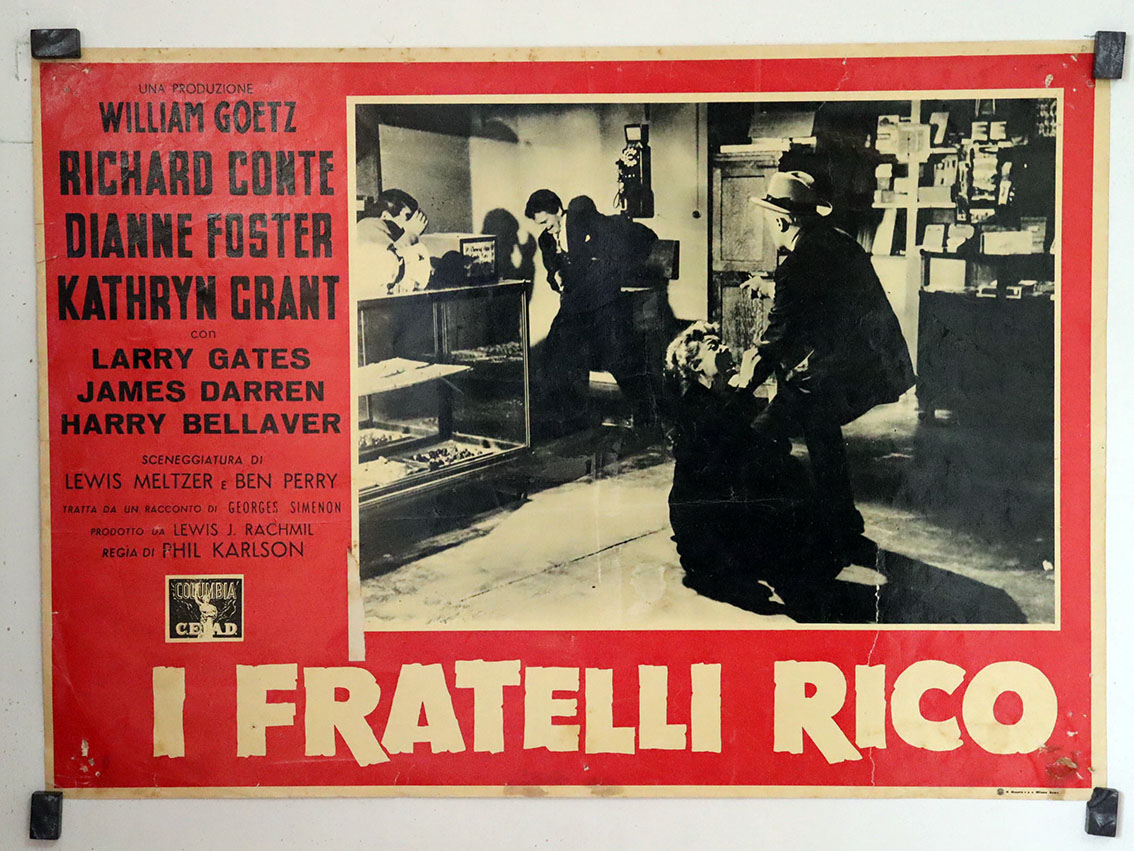 UNA PRODUZIONE
WILLIAM GOETZ
RICHARD CONTE
DIANNE FOSTER
KATHRYN GRANT
con
LARRY GATES
JAMES DARREN
HARRY BELLAVER
SCENEGGIATURA DI
LEWIS MELTZER E BEN PERRY
TRATTA DA UN RACCONTO DI GEORGES SIMENON
PRODOTTO DA LEWIS J. RACHMIL
REGÌA DI PHIL KARLSON
COLUMBIA
C.E.I.A.D.
I FRATELLI RICO